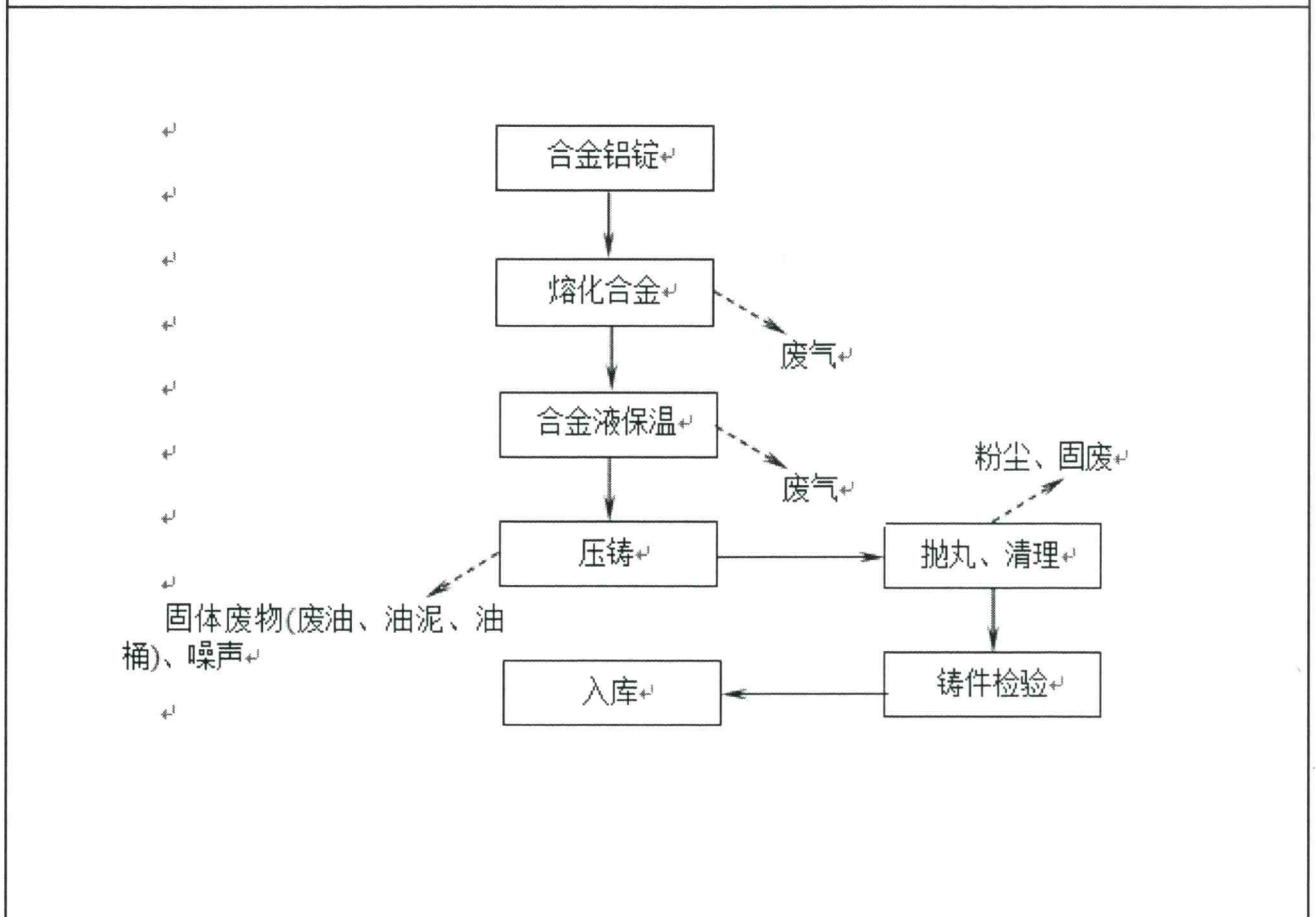 合金铝锭
熔化合金
废气
合金液保温
废气
粉尘、固废
压铸
抛丸、清理
固体废物(废油、油泥、油
桶)、噪声
入库
铸件检验